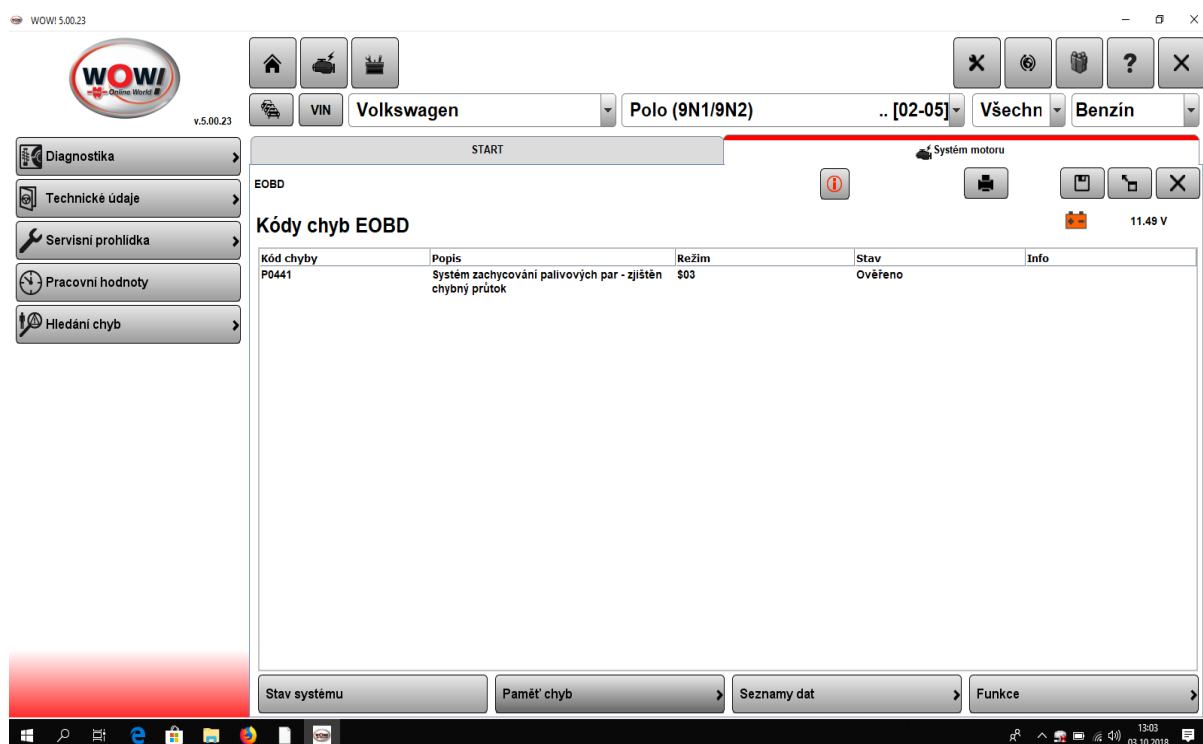 WOW! 5.00.23
WOW!
Online World
v.5.00.23
VIN
Volkswagen
Polo (9N1/9N2)
.. [02-05]
Všechn
Benzín
Diagnostika
Technické údaje
Servisní prohlídka
Pracovní hodnoty
Hledání chyb
START
Systém motoru
EOBD
Kódy chyb EOBD
11.49 V
Kód chyby Popis Režim Stav Info
P0441 Systém zachycování palivových par - zjištěn $03 Ověřeno
chybný průtok
Stav systému
Paměť chyb
Seznamy dat
Funkce
13:03
03.10.2018